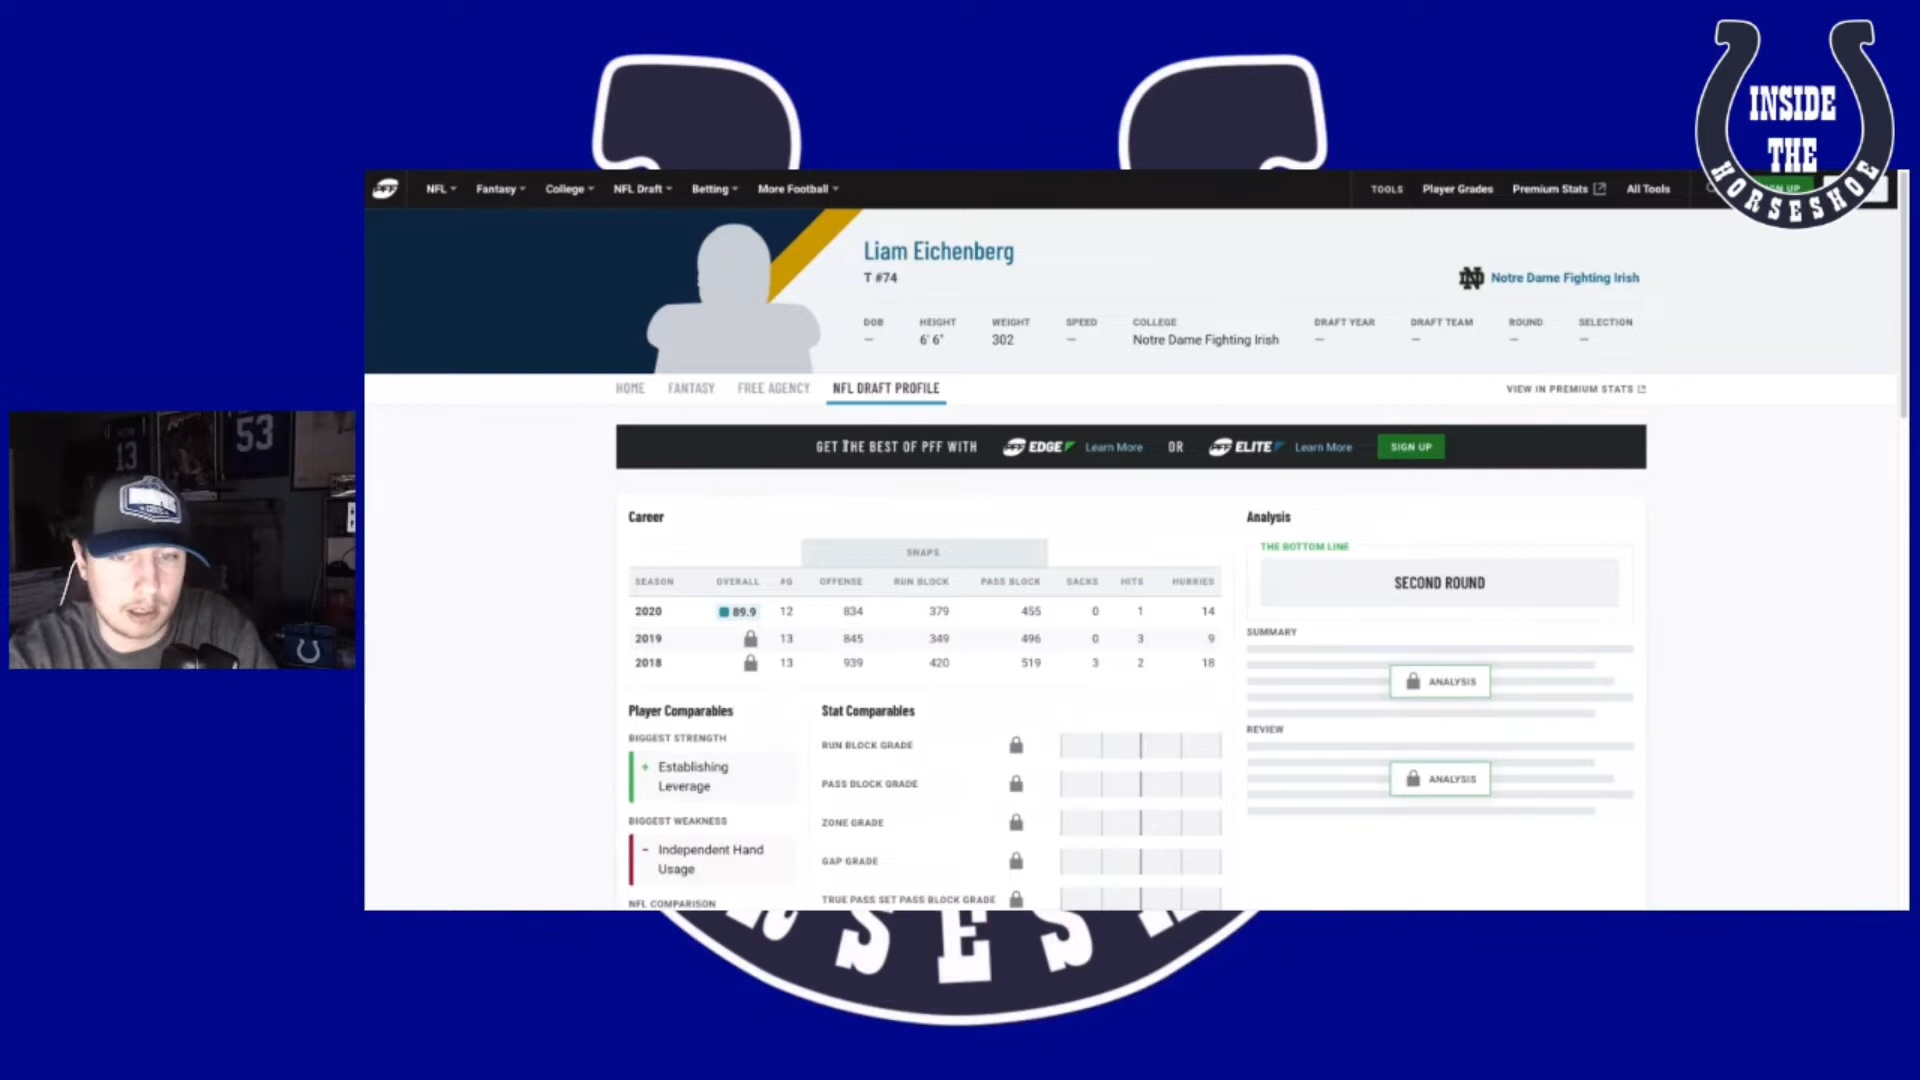 INSIDE
THE
HORSESHOE
PFF NFL Fantasy College NFL Draft Betting More Football TOOLS Player Grades Premium Stats All Tools SIGN UP
Liam Eichenberg
T #74
ND Notre Dame Fighting Irish
DOB HEIGHT WEIGHT SPEED COLLEGE DRAFT YEAR DRAFT TEAM ROUND SELECTION
— 6' 6" 302 — Notre Dame Fighting Irish — — — —
HOME FANTASY FREE AGENCY NFL DRAFT PROFILE VIEW IN PREMIUM STATS
GET THE BEST OF PFF WITH PFF EDGE Learn More OR PFF ELITE Learn More SIGN UP
53
13
Career
SNAPS
SEASON OVERALL #G OFFENSE RUN BLOCK PASS BLOCK SACKS HITS HURRIES
2020 89.9 12 834 379 455 0 1 14
2019 13 845 349 496 0 3 9
2018 13 939 420 519 3 2 18
Analysis
THE BOTTOM LINE
SECOND ROUND
SUMMARY
ANALYSIS
REVIEW
ANALYSIS
Player Comparables
BIGGEST STRENGTH
+ Establishing
Leverage
BIGGEST WEAKNESS
- Independent Hand
Usage
NFL COMPARISON
Stat Comparables
RUN BLOCK GRADE
PASS BLOCK GRADE
ZONE GRADE
GAP GRADE
TRUE PASS SET PASS BLOCK GRADE
RSESH